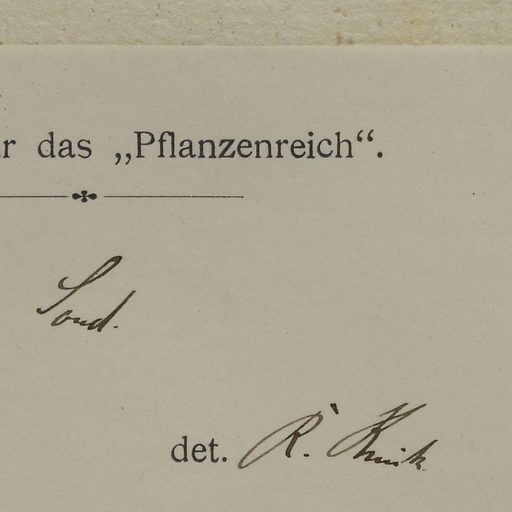 r das „Pflanzenreich“.
Sond.
det. R. Knuth